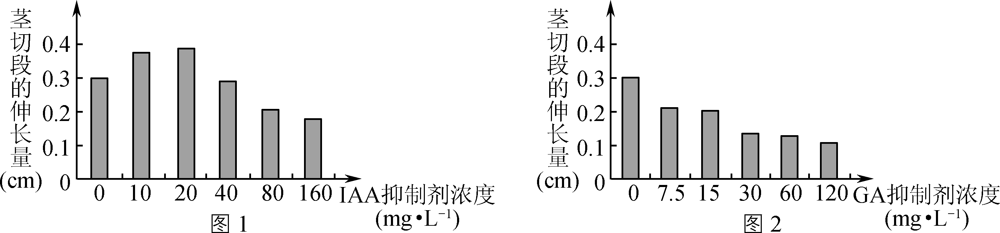 茎切段的伸长量
(cm)
0.4
0.3
0.2
0.1
0
0 10 20 40 80 160 IAA抑制剂浓度
(mg•L⁻¹)
图 1
茎切段的伸长量
(cm)
0.4
0.3
0.2
0.1
0
0 7.5 15 30 60 120 GA抑制剂浓度
(mg•L⁻¹)
图 2